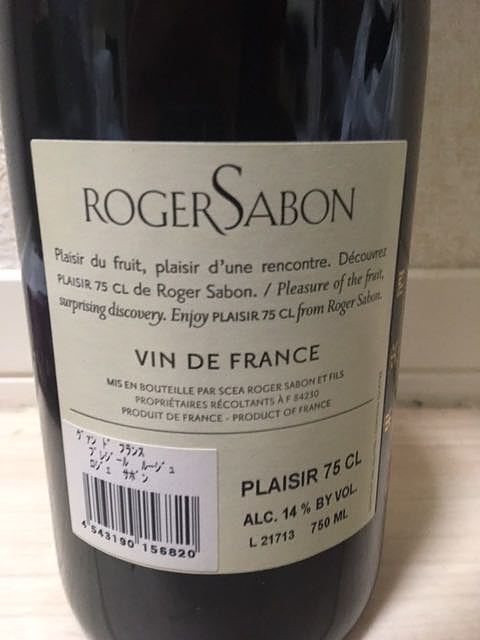 ROGER SABON
Plaisir du fruit, plaisir d'une rencontre. Découvrez
PLAISIR 75 CL de Roger Sabon. / Pleasure of the fruit,
surprising discovery. Enjoy PLAISIR 75 CL from Roger Sabon.
VIN DE FRANCE
MIS EN BOUTEILLE PAR SCEA ROGER SABON ET FILS
PROPRIÉTAIRES RÉCOLTANTS À F 84230
PRODUIT DE FRANCE - PRODUCT OF FRANCE
ヴァン ド フランス
プレジール ルージュ
ロジェ サボン
4 543190 156820
PLAISIR 75 CL
ALC. 14 % BY VOL.
L 21713 750 ML